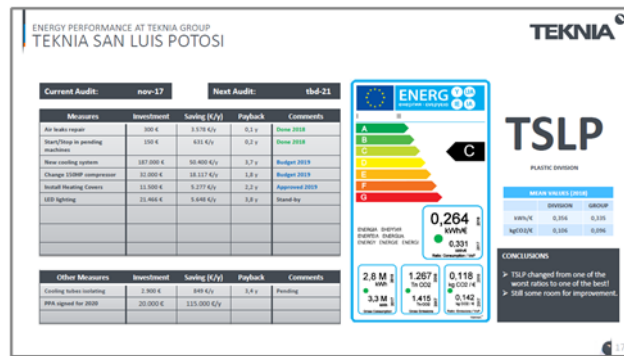 ENERGY PERFORMANCE AT TEKNIA GROUP
TEKNIA SAN LUIS POTOSI
TEKNIA
Current Audit: nov-17 Next Audit: tbd-21
Measures Investment Saving (€/y) Payback Comments
Air leaks repair 300 € 3.578 €/y 0,1 y Done 2018
Start/Stop in pending machines 150 € 631 €/y 0,2 y Done 2018
New cooling system 187.000 € 50.400 €/y 3,7 y Budget 2019
Change 150HP compressor 32.000 € 18.117 €/y 1,8 y Budget 2019
Install Heating Covers 11.500 € 5.277 €/y 2,2 y Approved 2019
LED lighting 21.466 € 5.648 €/y 3,8 y Stand-by
Other Measures Investment Saving (€/y) Payback Comments
Cooling tubes isolating 2.900 € 849 €/y 3,4 y Pending
PPA signed for 2020 20.000 € 115.000 €/y
ENERG
A
B
C
D
E
F
G
C
0,264
kWh/€
0,331
2,8 M
kWh
3,3 M
1.267
Tn CO2
1.415
0,118
kg CO2 / €
0,142
TSLP
PLASTIC DIVISION
MEAN VALUES (2018)
DIVISION GROUP
kWh/€ 0,356 0,335
kgCO2/€ 0,106 0,096
CONCLUSIONS
TSLP changed from one of the
worst ratios to one of the best!
Still some room for improvement.
17